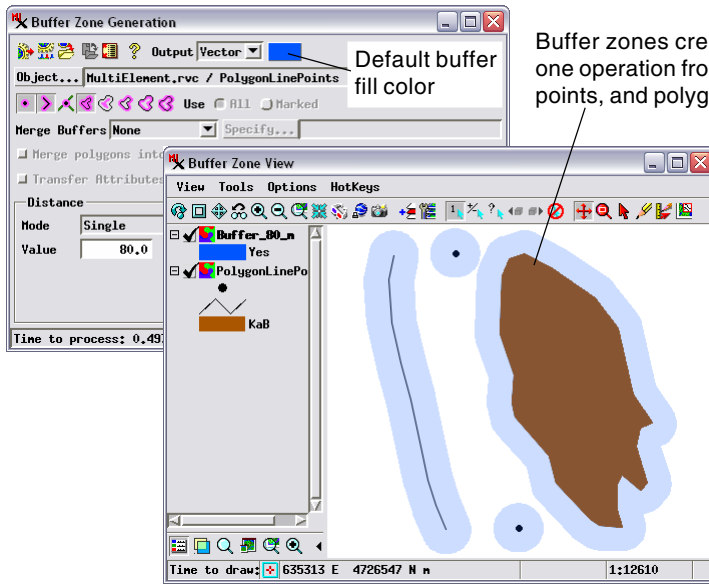 Buffer Zone Generation
Output Vector
Default buffer
fill color
Buffer zones cre
one operation fro
points, and polyg
Object... MultiElement.rvc / PolygonLinePoints
Use All Marked
Merge Buffers None Specify...
Merge polygons into
Transfer Attributes
Distance
Mode Single
Value 80.0
Time to process: 0.497
Buffer Zone View
View Tools Options HotKeys
Buffer_80_m
Yes
PolygonLinePo
KaB
Time to draw: 635313 E 4726547 N m
1:12610